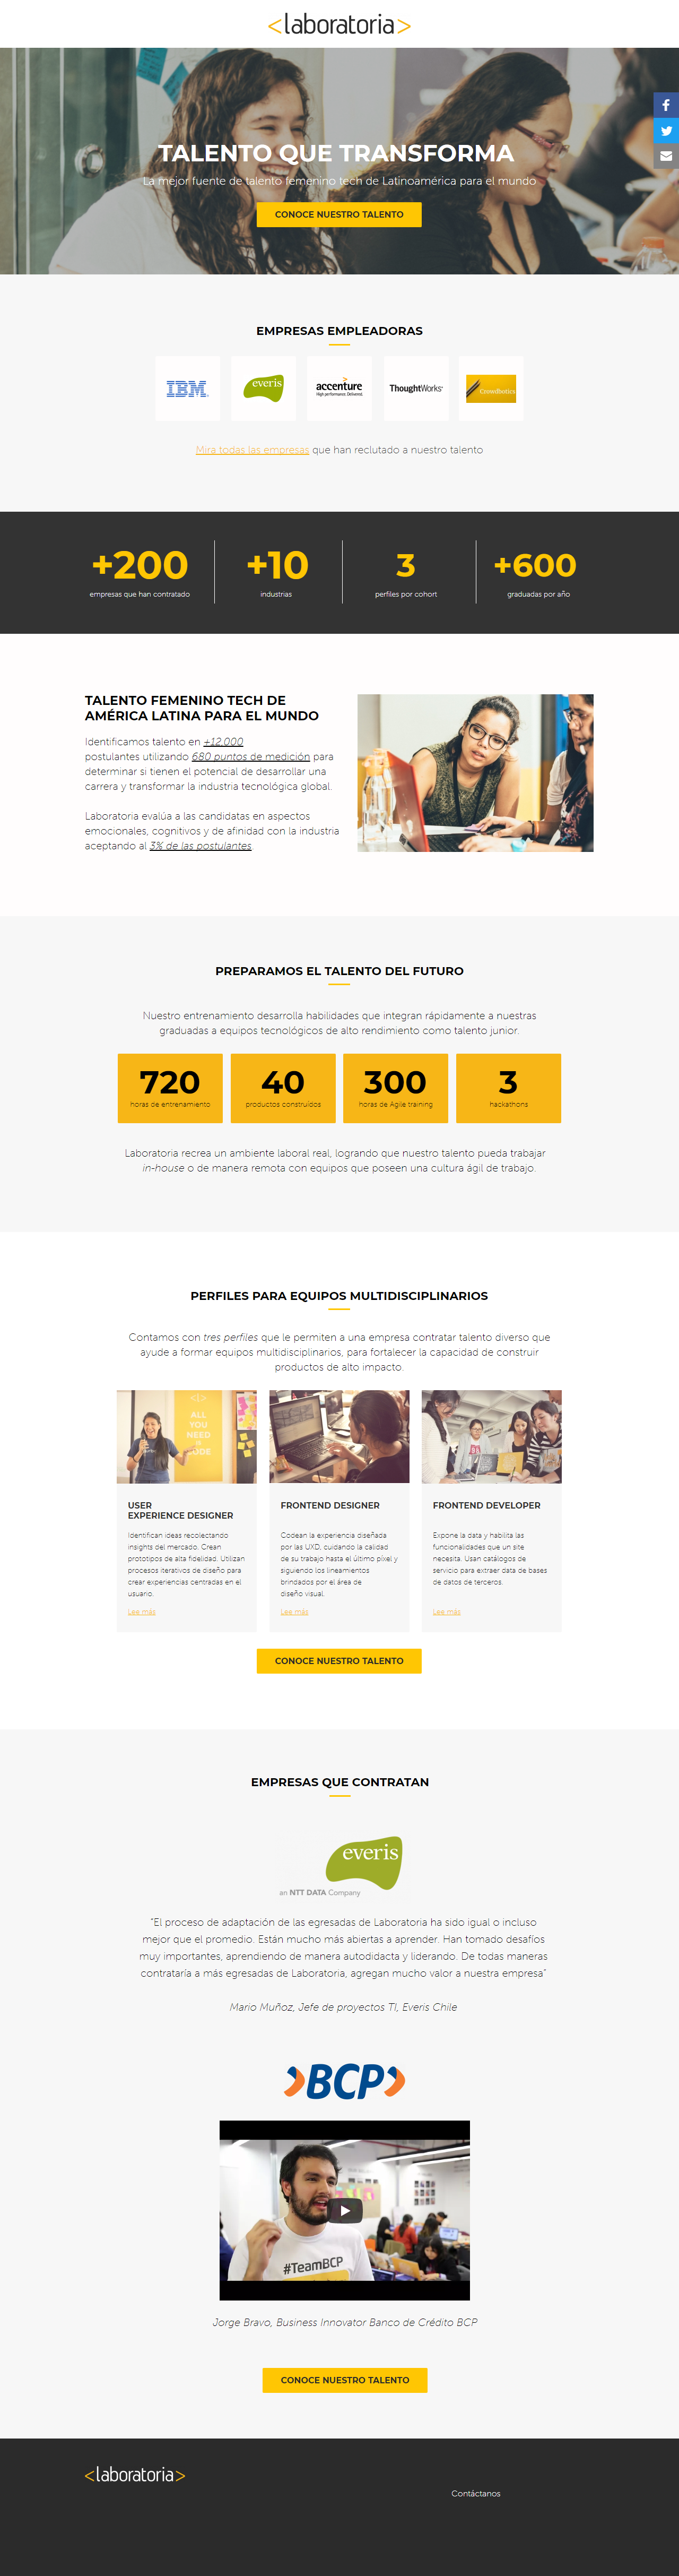 <laboratoria>
TALENTO QUE TRANSFORMA
La mejor fuente de talento femenino tech de Latinoamérica para el mundo
CONOCE NUESTRO TALENTO
EMPRESAS EMPLEADORAS
IBM
everis
accenture
High performance. Delivered.
ThoughtWorks
Crowdbotics
Mira todas las empresas que han reclutado a nuestro talento
+200
empresas que han contratado
+10
industrias
3
perfiles por cohort
+600
graduadas por año
TALENTO FEMENINO TECH DE
AMÉRICA LATINA PARA EL MUNDO
Identificamos talento en +12.000
postulantes utilizando 680 puntos de medición para
determinar si tienen el potencial de desarrollar una
carrera y transformar la industria tecnológica global.
Laboratoria evalúa a las candidatas en aspectos
emocionales, cognitivos y de afinidad con la industria
aceptando al 3% de las postulantes.
PREPARAMOS EL TALENTO DEL FUTURO
Nuestro entrenamiento desarrolla habilidades que integran rápidamente a nuestras
graduadas a equipos tecnológicos de alto rendimiento como talento junior.
720
horas de entrenamiento
40
productos construidos
300
horas de Agile training
3
hackathons
Laboratoria recrea un ambiente laboral real, logrando que nuestro talento pueda trabajar
in-house o de manera remota con equipos que poseen una cultura ágil de trabajo.
PERFILES PARA EQUIPOS MULTIDISCIPLINARIOS
Contamos con tres perfiles que le permiten a una empresa contratar talento diverso que
ayude a formar equipos multidisciplinarios, para fortalecer la capacidad de construir
productos de alto impacto.
ALL
YOU
NEED
IS
CODE
USER
EXPERIENCE DESIGNER
Identifican ideas recolectando
insights del mercado. Crean
prototipos de alta fidelidad. Utilizan
procesos iterativos de diseño para
crear experiencias centradas en el
usuario.
Lee más
FRONTEND DESIGNER
Codean la experiencia diseñada
por las UXD, cuidando la calidad
de su trabajo hasta el último pixel y
siguiendo los lineamientos
brindados por el área de
diseño visual.
Lee más
FRONTEND DEVELOPER
Expone la data y habilita las
funcionalidades que un site
necesita. Usan catálogos de
servicio para extraer data de bases
de datos de terceros.
Lee más
CONOCE NUESTRO TALENTO
EMPRESAS QUE CONTRATAN
everis
an NTT DATA Company
"El proceso de adaptación de las egresadas de Laboratoria ha sido igual o incluso
mejor que el promedio. Están mucho más abiertas a aprender. Han tomado desafíos
muy importantes, aprendiendo de manera autodidacta y liderando. De todas maneras
contrataría a más egresadas de Laboratoria, agregan mucho valor a nuestra empresa"
Mario Muñoz, Jefe de proyectos TI, Everis Chile
BCP
#TeamBCP
Jorge Bravo, Business Innovator Banco de Crédito BCP
CONOCE NUESTRO TALENTO
<laboratoria>
Contáctanos